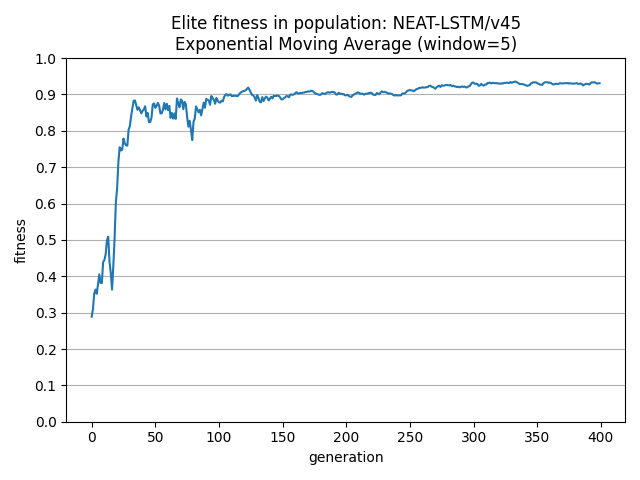 Elite fitness in population: NEAT-LSTM/v45
Exponential Moving Average (window=5)
1.0
0.9
0.8
0.7
0.6
0.5
0.4
0.3
0.2
0.1
0.0
fitness
0 50 100 150 200 250 300 350 400
generation